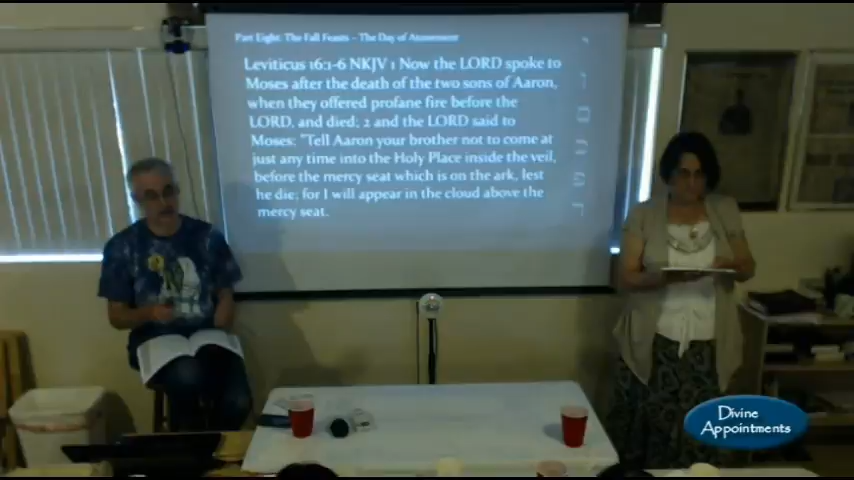 Part Eight: The Fall Feasts – The Day of Atonement
Leviticus 16:1-6 NKJV 1 Now the LORD spoke to
Moses after the death of the two sons of Aaron,
when they offered profane fire before the
LORD, and died; 2 and the LORD said to
Moses: "Tell Aaron your brother not to come at
just any time into the Holy Place inside the veil,
before the mercy seat which is on the ark, lest
he die; for I will appear in the cloud above the
mercy seat.
Divine
Appointments